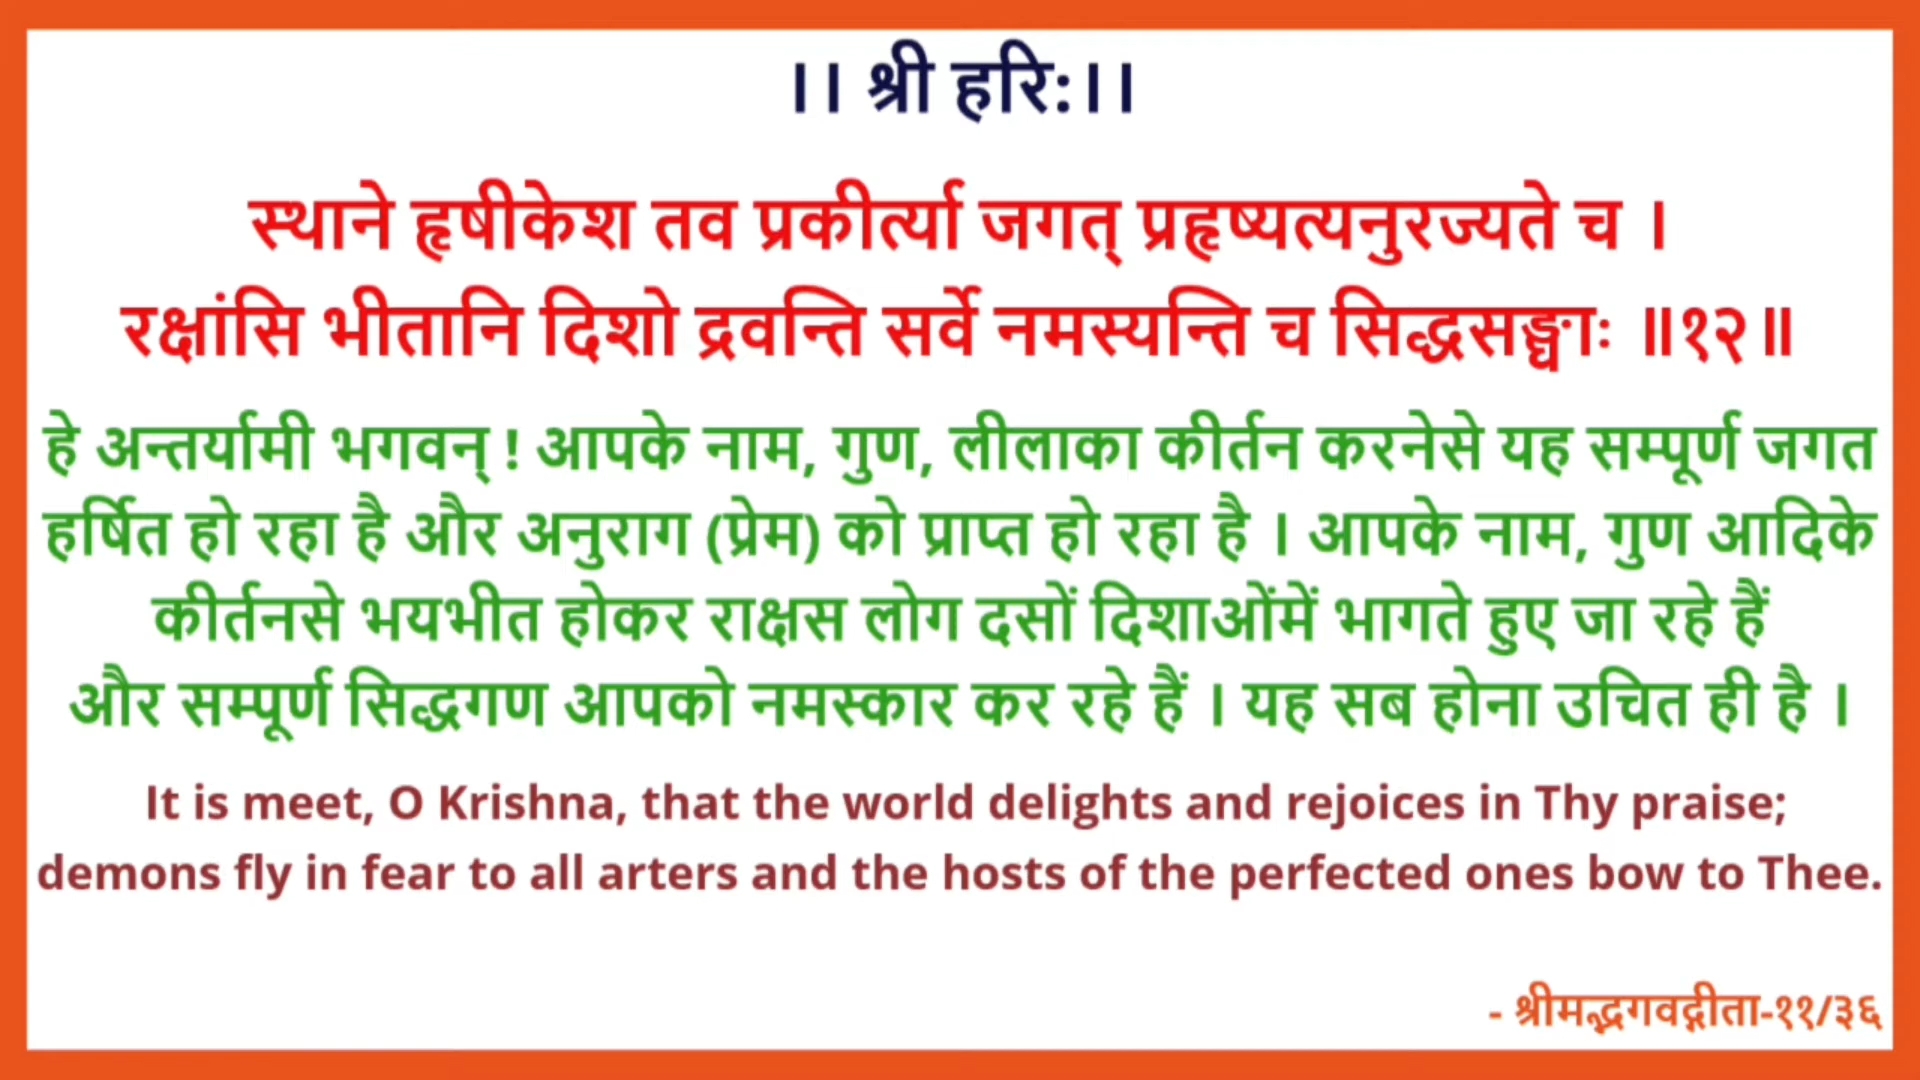 ।। श्री हरि:।।
स्थाने हृषीकेश तव प्रकीर्त्या जगत् प्रहृष्यत्यनुरज्यते च ।
रक्षांसि भीतानि दिशो द्रवन्ति सर्वे नमस्यन्ति च सिद्धसङ्घाः ॥१२॥
हे अन्तर्यामी भगवन् ! आपके नाम, गुण, लीलाका कीर्तन करनेसे यह सम्पूर्ण जगत
हर्षित हो रहा है और अनुराग (प्रेम) को प्राप्त हो रहा है । आपके नाम, गुण आदिके
कीर्तनसे भयभीत होकर राक्षस लोग दसों दिशाओंमें भागते हुए जा रहे हैं
और सम्पूर्ण सिद्धगण आपको नमस्कार कर रहे हैं । यह सब होना उचित ही है ।
It is meet, O Krishna, that the world delights and rejoices in Thy praise;
demons fly in fear to all arters and the hosts of the perfected ones bow to Thee.
- श्रीमद्भगवद्गीता-११/३६